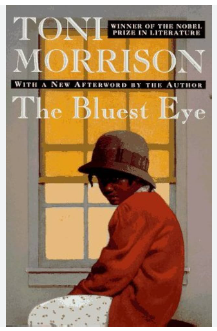 TONI
WINNER OF THE NOBEL
PRIZE IN LITERATURE
MORRISON
WITH A NEW AFTERWORD BY THE AUTHOR
The Bluest Eye